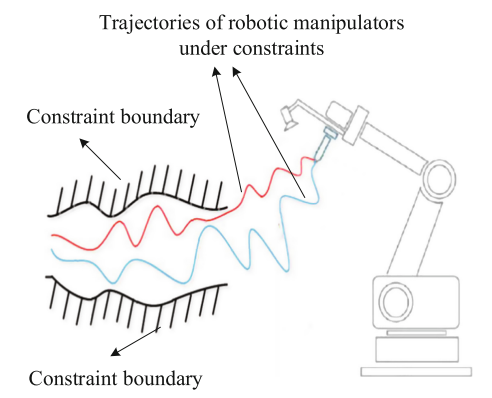 Trajectories of robotic manipulators
under constraints
Constraint boundary
Constraint boundary